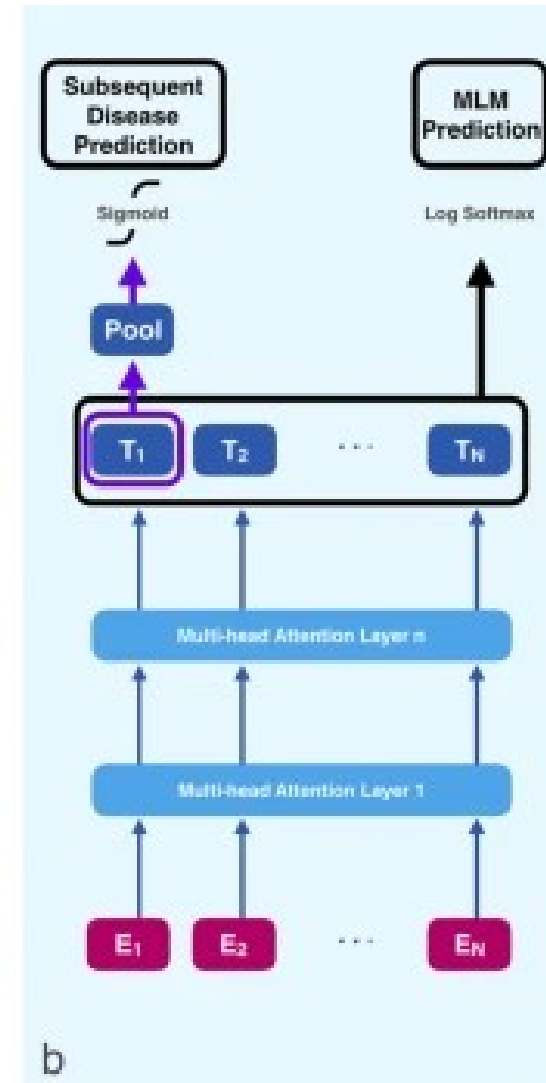 Subsequent
Disease
Prediction
MLM
Prediction
Sigmoid
Log Softmax
Pool
T₁ T₂ ... Tₙ
Multi-head Attention Layer n
Multi-head Attention Layer 1
E₁ E₂ ... Eₙ
b